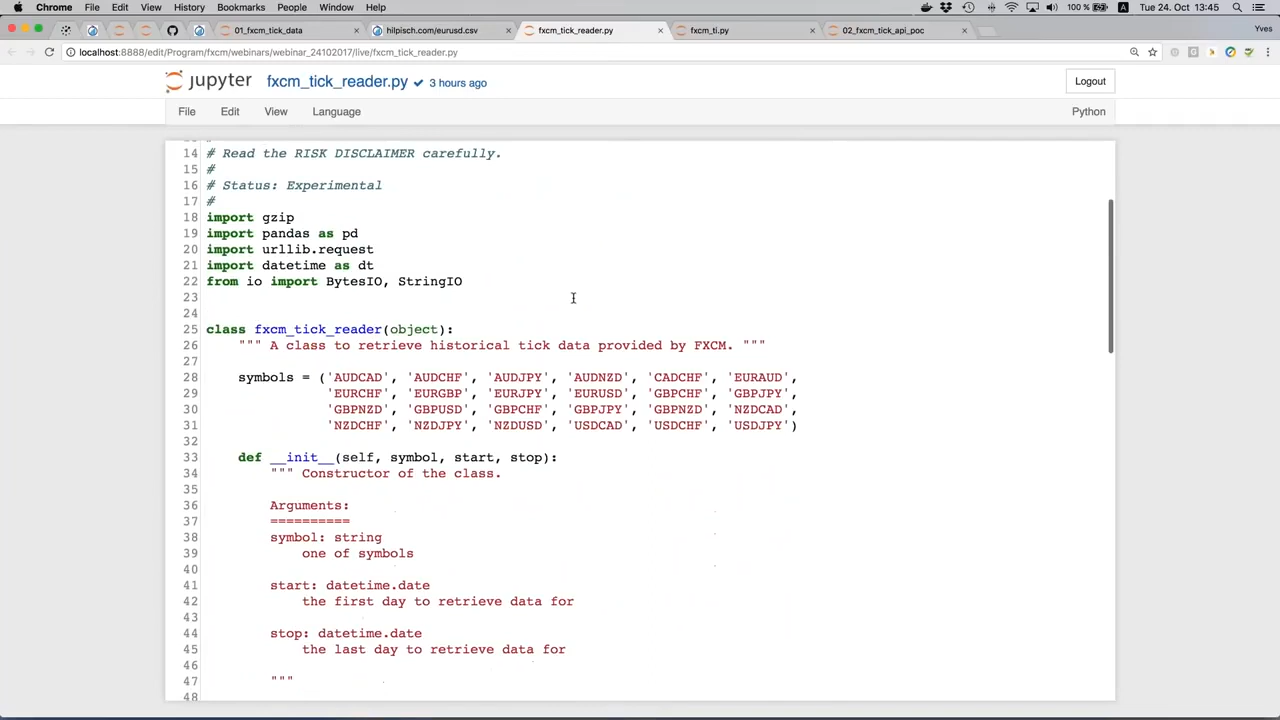 Chrome File Edit View History Bookmarks People Window Help 100 % Tue 24. Oct 13:45
01_fxcm_tick_data hilpisch.com/eurusd.csv fxcm_tick_reader.py fxcm_ti.py 02_fxcm_tick_api_poc Yves
localhost:8888/edit/Program/fxcm/webinars/webinar_24102017/live/fxcm_tick_reader.py
jupyter fxcm_tick_reader.py ✔ 3 hours ago Logout
File Edit View Language Python
14 # Read the RISK DISCLAIMER carefully.
15 #
16 # Status: Experimental
17 #
18 import gzip
19 import pandas as pd
20 import urllib.request
21 import datetime as dt
22 from io import BytesIO, StringIO
23
24
25 class fxcm_tick_reader(object):
26     """ A class to retrieve historical tick data provided by FXCM. """
27
28     symbols = ('AUDCAD', 'AUDCHF', 'AUDJPY', 'AUDNZD', 'CADCHF', 'EURAUD',
29                'EURCHF', 'EURGBP', 'EURJPY', 'EURUSD', 'GBPCHF', 'GBPJPY',
30                'GBPNZD', 'GBPUSD', 'GBPCHF', 'GBPJPY', 'GBPNZD', 'NZDCAD',
31                'NZDCHF', 'NZDJPY', 'NZDUSD', 'USDCAD', 'USDCHF', 'USDJPY')
32
33     def __init__(self, symbol, start, stop):
34         """ Constructor of the class.
35
36         Arguments:
37         ==========
38         symbol: string
39             one of symbols
40
41         start: datetime.date
42             the first day to retrieve data for
43
44         stop: datetime.date
45             the last day to retrieve data for
46
47         """
48